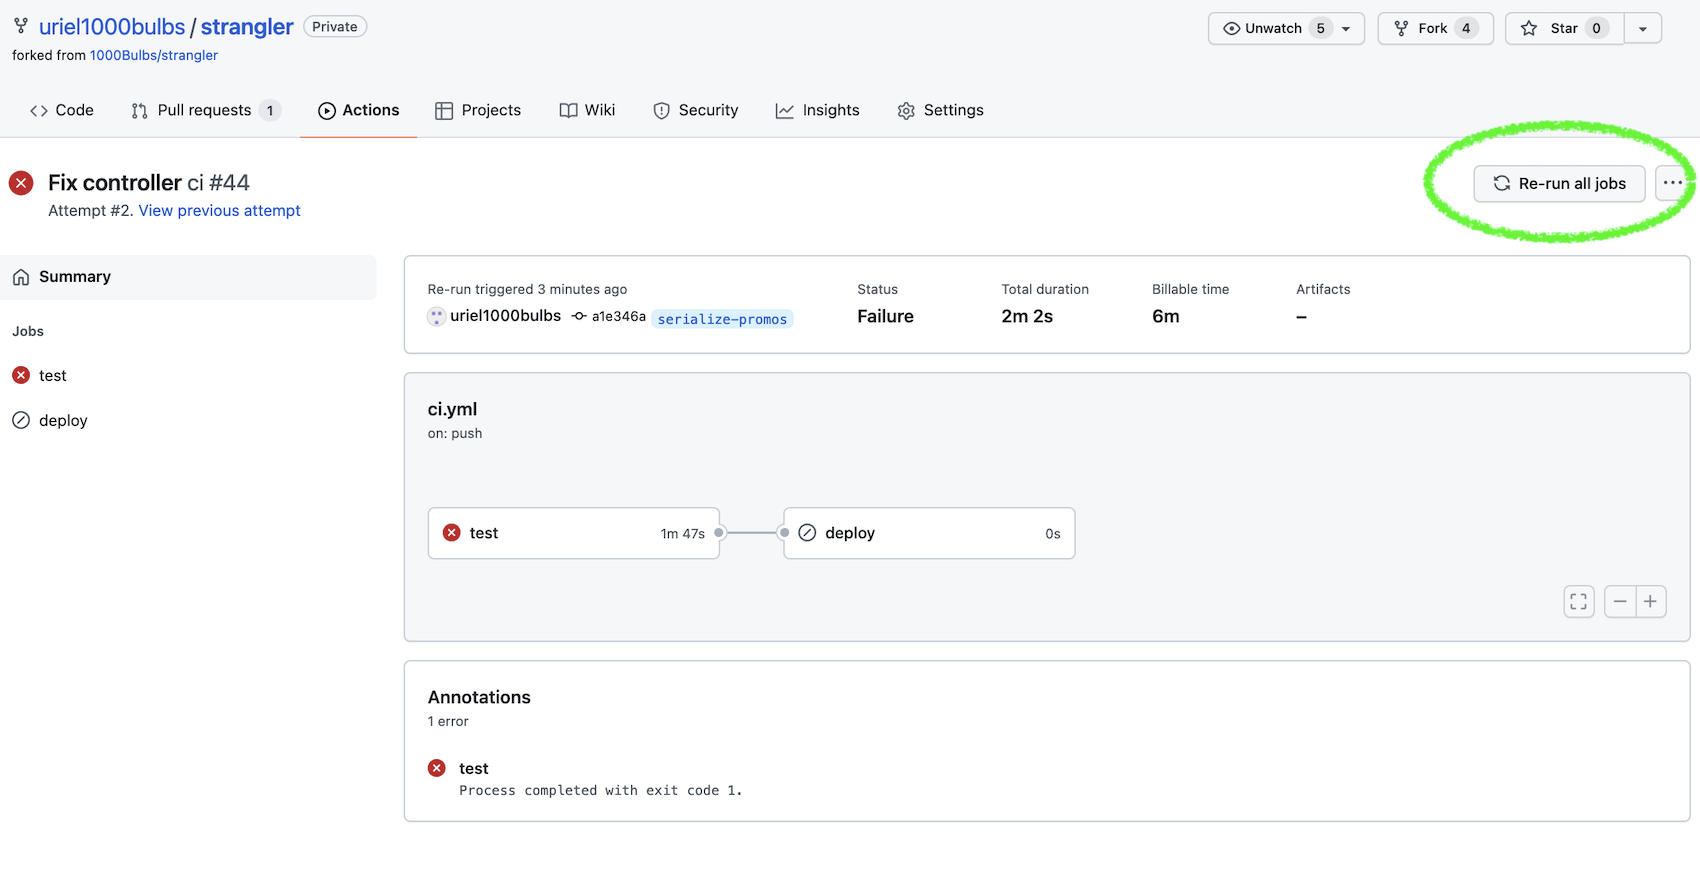 uriel1000bulbs / strangler Private
Unwatch 5 Fork 4 Star 0
forked from 1000Bulbs/strangler
Code Pull requests 1 Actions Projects Wiki Security Insights Settings
Fix controller ci #44
Attempt #2. View previous attempt
Re-run all jobs
Summary
Jobs
test
deploy
Re-run triggered 3 minutes ago
uriel1000bulbs a1e346a serialize-promos
Status
Failure
Total duration
2m 2s
Billable time
6m
Artifacts
–
ci.yml
on: push
test 1m 47s
deploy 0s
Annotations
1 error
test
Process completed with exit code 1.